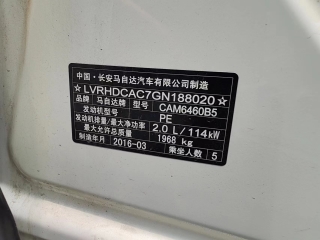 中国·长安马自达汽车有限公司制造
☆LVRHDCAC7GN188020☆
品牌 马自达 型号 CAM6460B5
发动机型号 PE
发动机排量/最大净功率 2.0 L/114kW
最大允许总质量 1968 kg
制造年月 2016-03 乘坐人数 5